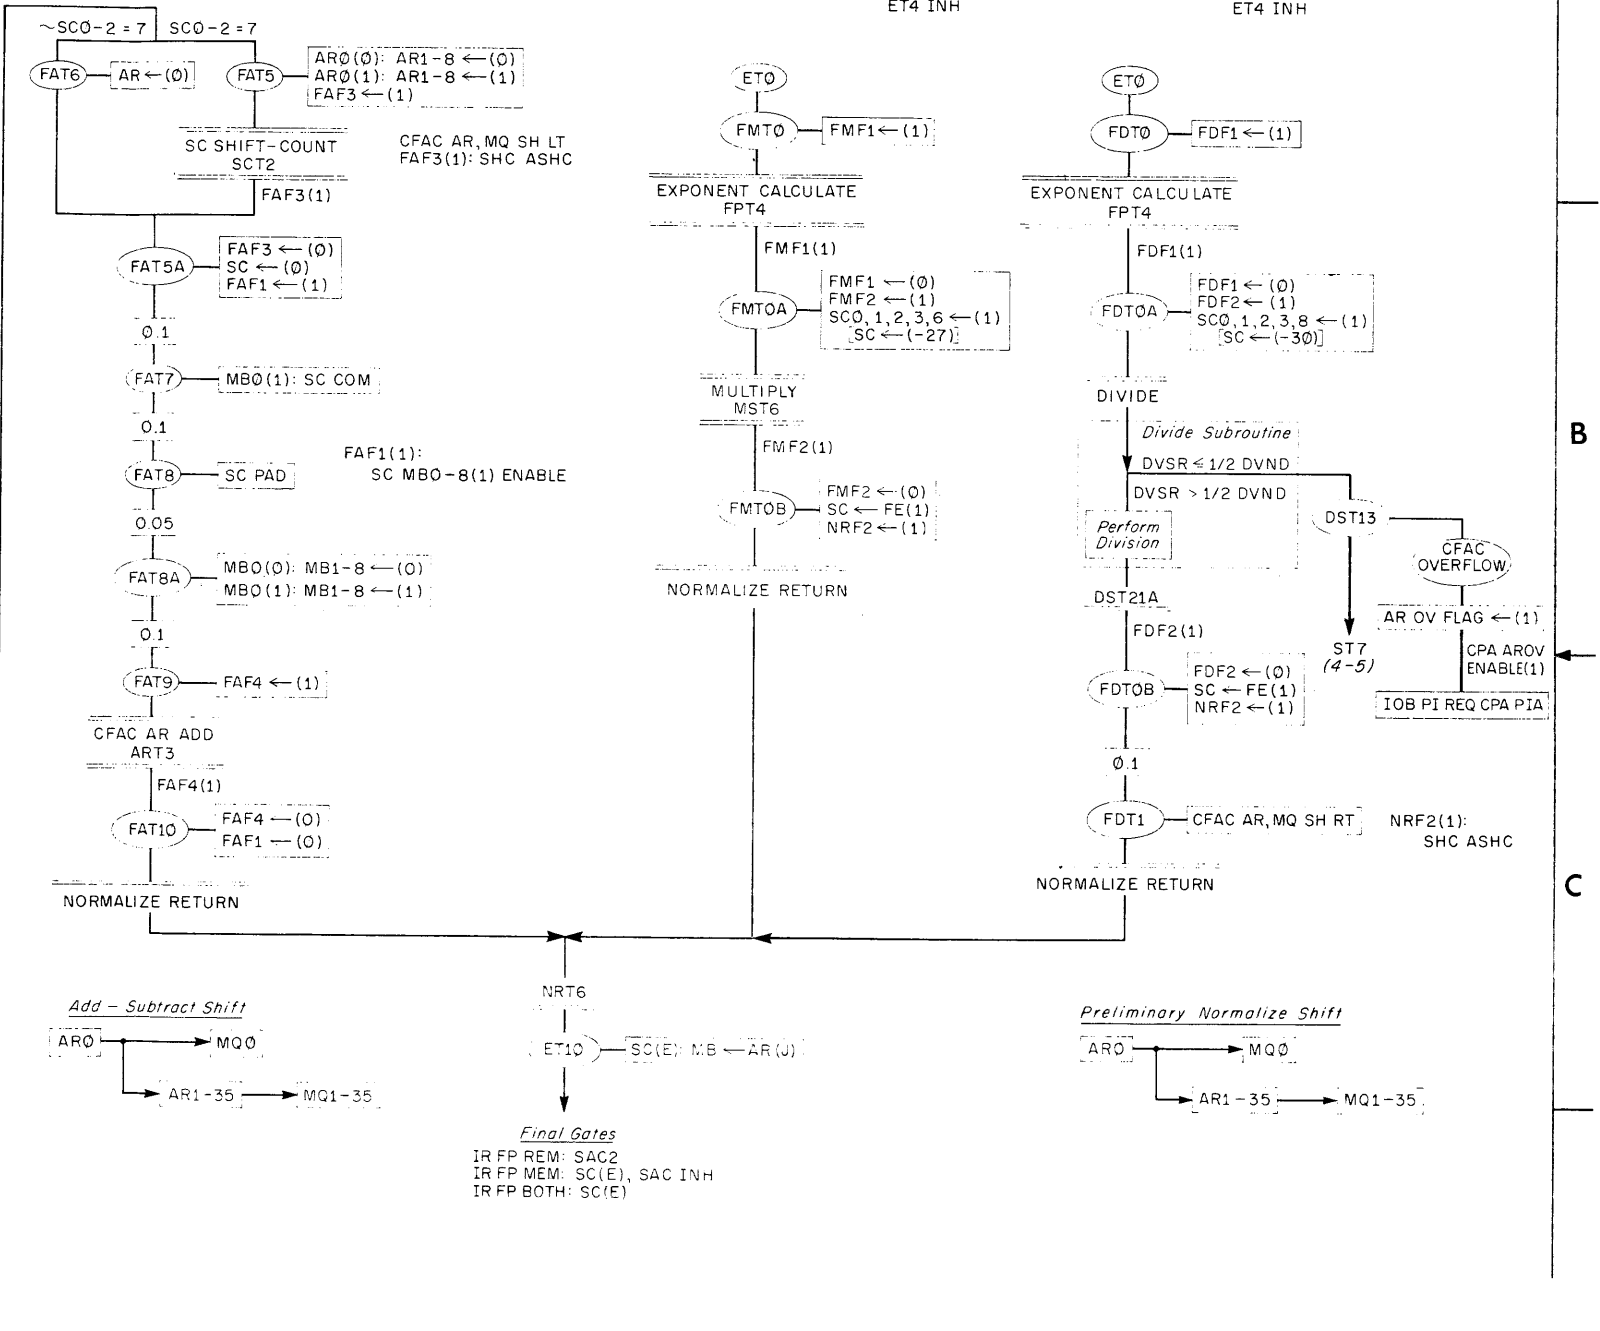 ET4 INH
ET4 INH
~SCØ-2=7
SCØ-2=7
FAT6
AR←(Ø)
FAT5
ARØ(Ø): AR1-8←(Ø)
ARØ(1): AR1-8←(1)
FAF3←(1)
SC SHIFT-COUNT
SCT2
CFAC AR, MQ SH LT
FAF3(1): SHC ASHC
FAF3(1)
FAT5A
FAF3←(Ø)
SC←(Ø)
FAF1←(1)
0.1
FAT7
MBØ(1): SC COM
0.1
FAT8
SC PAD
FAF1(1):
SC MBO-8(1) ENABLE
0.05
FAT8A
MBO(O): MB1-8←(O)
MBO(1): MB1-8←(1)
0.1
FAT9
FAF4←(1)
CFAC AR ADD
ART3
FAF4(1)
FAT1Ø
FAF4←(O)
FAF1←(O)
NORMALIZE RETURN
ETØ
FMTØ
FMF1←(1)
EXPONENT CALCULATE
FPT4
FMF1(1)
FMTOA
FMF1←(Ø)
FMF2←(1)
SCØ,1,2,3,6←(1)
[SC←(-27)]
MULTIPLY
MST6
FMF2(1)
FMTOB
FMF2←(Ø)
SC←FE(1)
NRF2←(1)
NORMALIZE RETURN
ETØ
FDTØ
FDF1←(1)
EXPONENT CALCULATE
FPT4
FDF1(1)
FDTØA
FDF1←(Ø)
FDF2←(1)
SCØ,1,2,3,8←(1)
[SC←(-3Ø)]
DIVIDE
Divide Subroutine
DVSR ≤ 1/2 DVND
DVSR > 1/2 DVND
Perform
Division
DST13
CFAC
OVERFLOW
AR OV FLAG←(1)
CPA AROV
ENABLE(1)
IOB PI REQ CPA PIA
ST7
(4-5)
DST21A
FDF2(1)
FDTØB
FDF2←(Ø)
SC←FE(1)
NRF2←(1)
Ø.1
FDT1
CFAC AR, MQ SH RT
NRF2(1):
SHC ASHC
NORMALIZE RETURN
B
C
NRT6
ET1Ø
SC(E): MB←AR(J)
Final Gates
IR FP REM: SAC2
IR FP MEM: SC(E), SAC INH
IR FP BOTH: SC(E)
Add – Subtract Shift
ARØ
MQØ
AR1-35
MQ1-35
Preliminary Normalize Shift
ARØ
MQØ
AR1-35
MQ1-35